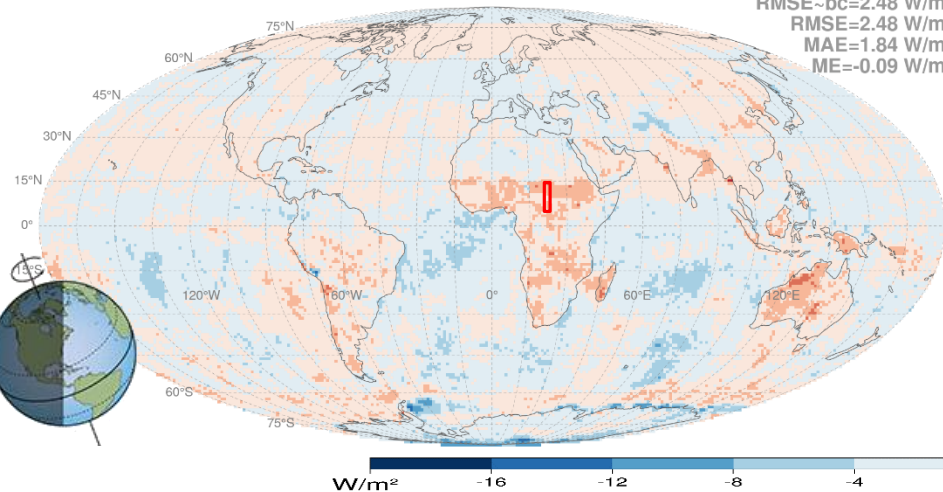 RMSE~bc=2.48 W/m
RMSE=2.48 W/m
MAE=1.84 W/m
ME=-0.09 W/m
75°N
60°N
45°N
30°N
15°N
0°
15°S
120°W 60°W 0° 60°E 120°E
60°S
75°S
W/m² -16 -12 -8 -4